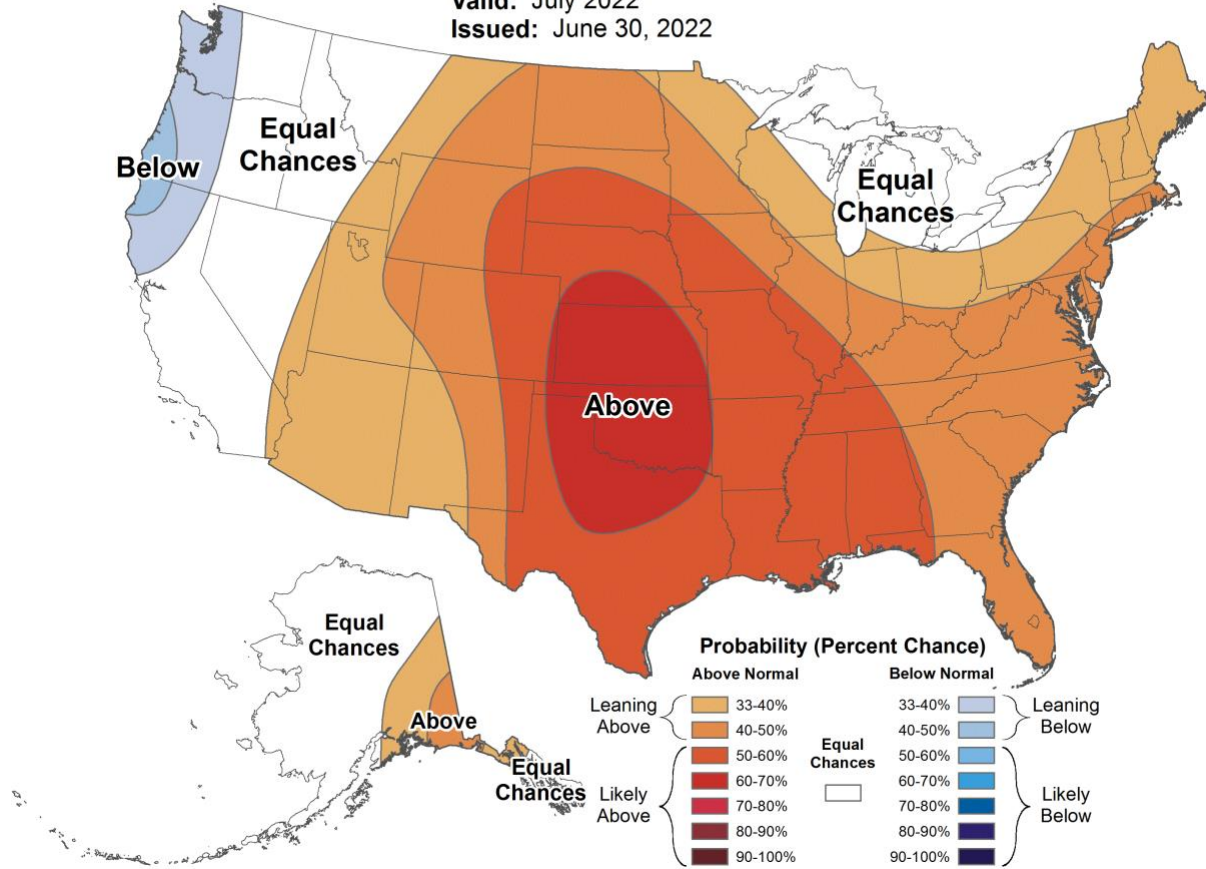 Valid: July 2022
Issued: June 30, 2022
Equal
Chances
Below
Equal
Chances
Above
Equal
Chances
Above
Equal
Chances
Probability (Percent Chance)
Above Normal
Below Normal
Leaning
Above
33-40%
40-50%
50-60%
60-70%
70-80%
80-90%
90-100%
Likely
Above
Equal
Chances
33-40%
40-50%
50-60%
60-70%
70-80%
80-90%
90-100%
Leaning
Below
Likely
Below